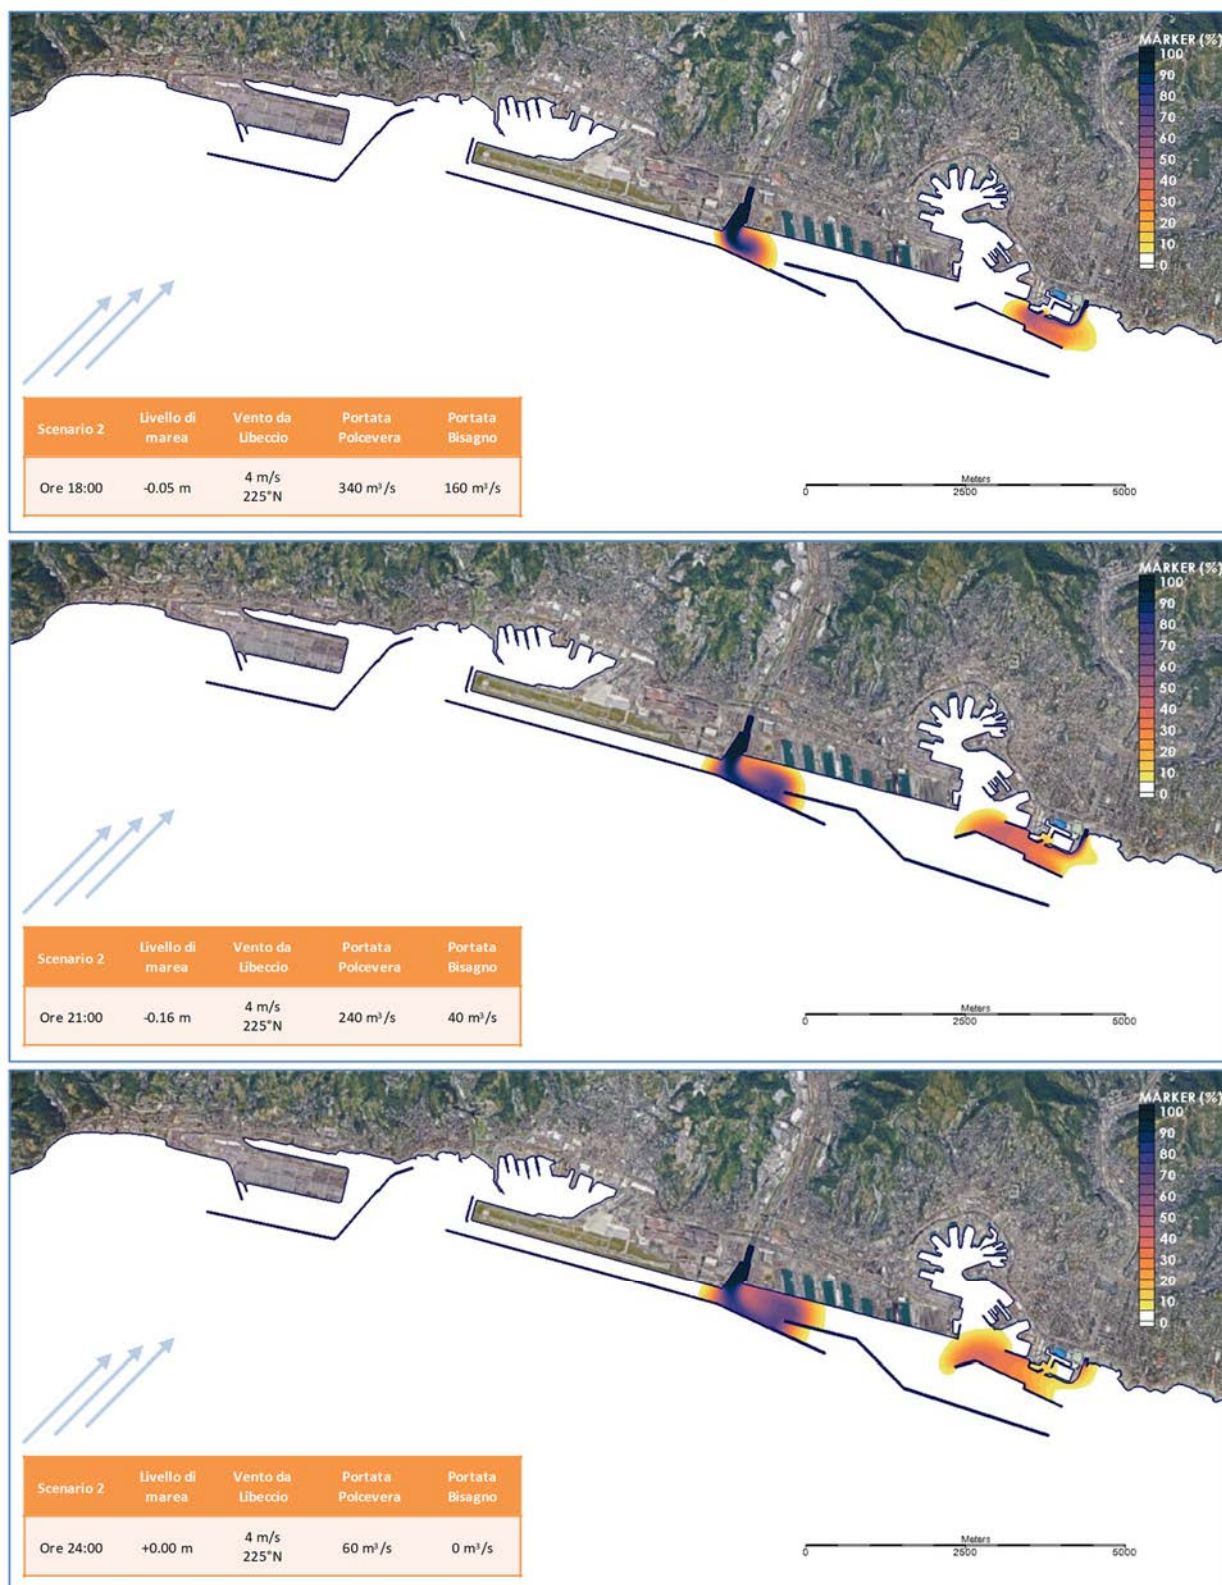 MARKER (%)
100
90
80
70
60
50
40
30
20
10
0
Scenario 2 Livello di marea Vento da Libeccio Portata Polcevera Portata Bisagno
Ore 18:00 -0.05 m 4 m/s 225°N 340 m³/s 160 m³/s
Meters
0 2500 5000
MARKER (%)
100
90
80
70
60
50
40
30
20
10
0
Scenario 2 Livello di marea Vento da Libeccio Portata Polcevera Portata Bisagno
Ore 21:00 -0.16 m 4 m/s 225°N 240 m³/s 40 m³/s
Meters
0 2500 5000
MARKER (%)
100
90
80
70
60
50
40
30
20
10
0
Scenario 2 Livello di marea Vento da Libeccio Portata Polcevera Portata Bisagno
Ore 24:00 +0.00 m 4 m/s 225°N 60 m³/s 0 m³/s
Meters
0 2500 5000